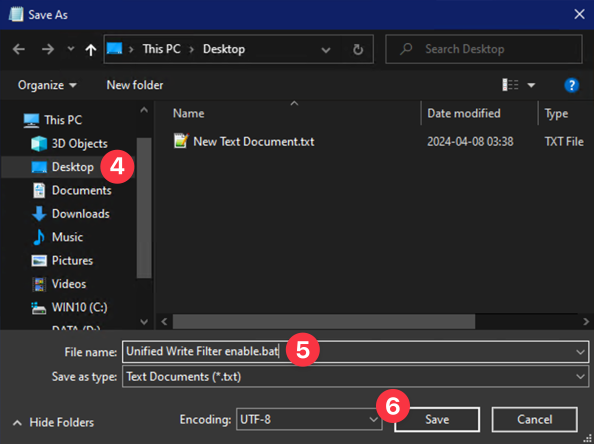 Save As
This PC > Desktop
Search Desktop
Organize
New folder
?
Name
Date modified
Type
New Text Document.txt
2024-04-08 03:38
TXT File
This PC
3D Objects
Desktop
4
Documents
Downloads
Music
Pictures
Videos
WIN10 (C:)
DATA (D:)
File name:
Unified Write Filter enable.bat
5
Save as type:
Text Documents (*.txt)
6
Hide Folders
Encoding:
UTF-8
Save
Cancel